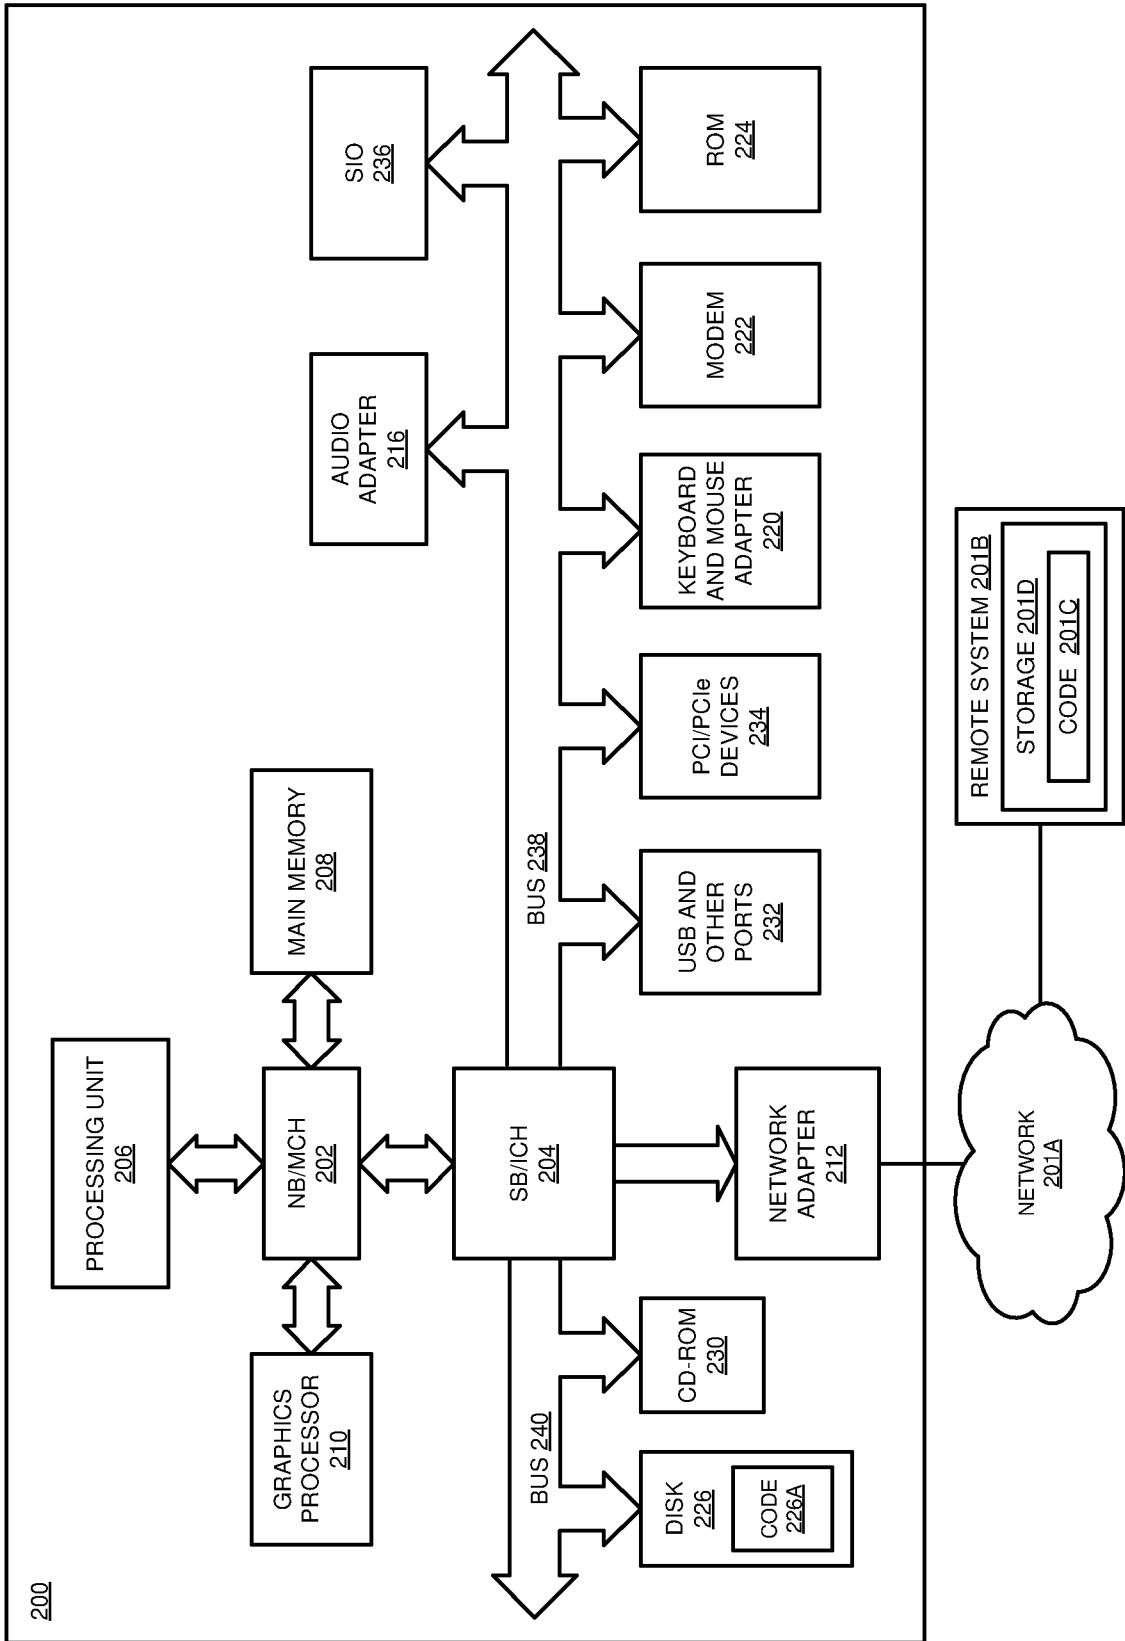 200
PROCESSING UNIT
206
GRAPHICS
PROCESSOR
210
NB/MCH
202
MAIN MEMORY
208
AUDIO
ADAPTER
216
SIO
236
SB/ICH
204
BUS 240
BUS 238
DISK
226
CODE
226A
CD-ROM
230
NETWORK
ADAPTER
212
USB AND
OTHER
PORTS
232
PCI/PCIe
DEVICES
234
KEYBOARD
AND MOUSE
ADAPTER
220
MODEM
222
ROM
224
NETWORK
201A
REMOTE SYSTEM 201B
STORAGE 201D
CODE 201C